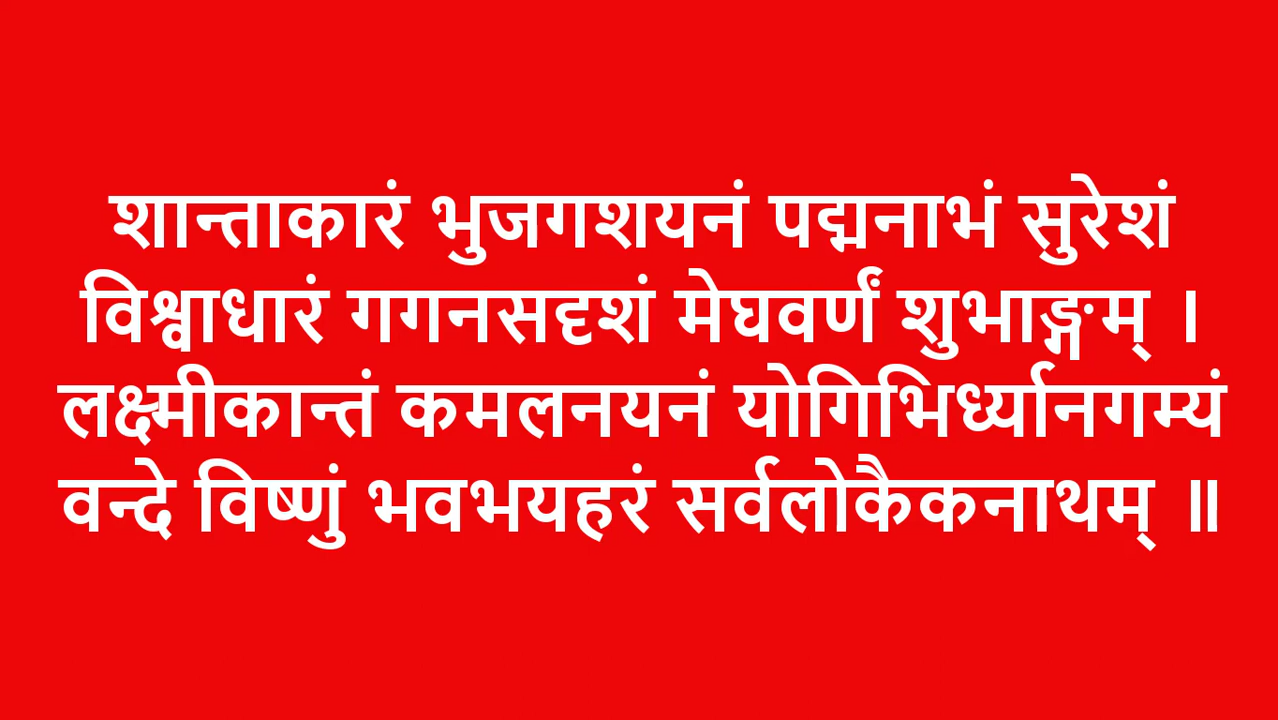 शान्ताकारं भुजगशयनं पद्मनाभं सुरेशं
विश्वाधारं गगनसदृशं मेघवर्णं शुभाङ्गम् ।
लक्ष्मीकान्तं कमलनयनं योगिभिर्ध्यानगम्यं
वन्दे विष्णुं भवभयहरं सर्वलोकैकनाथम् ॥